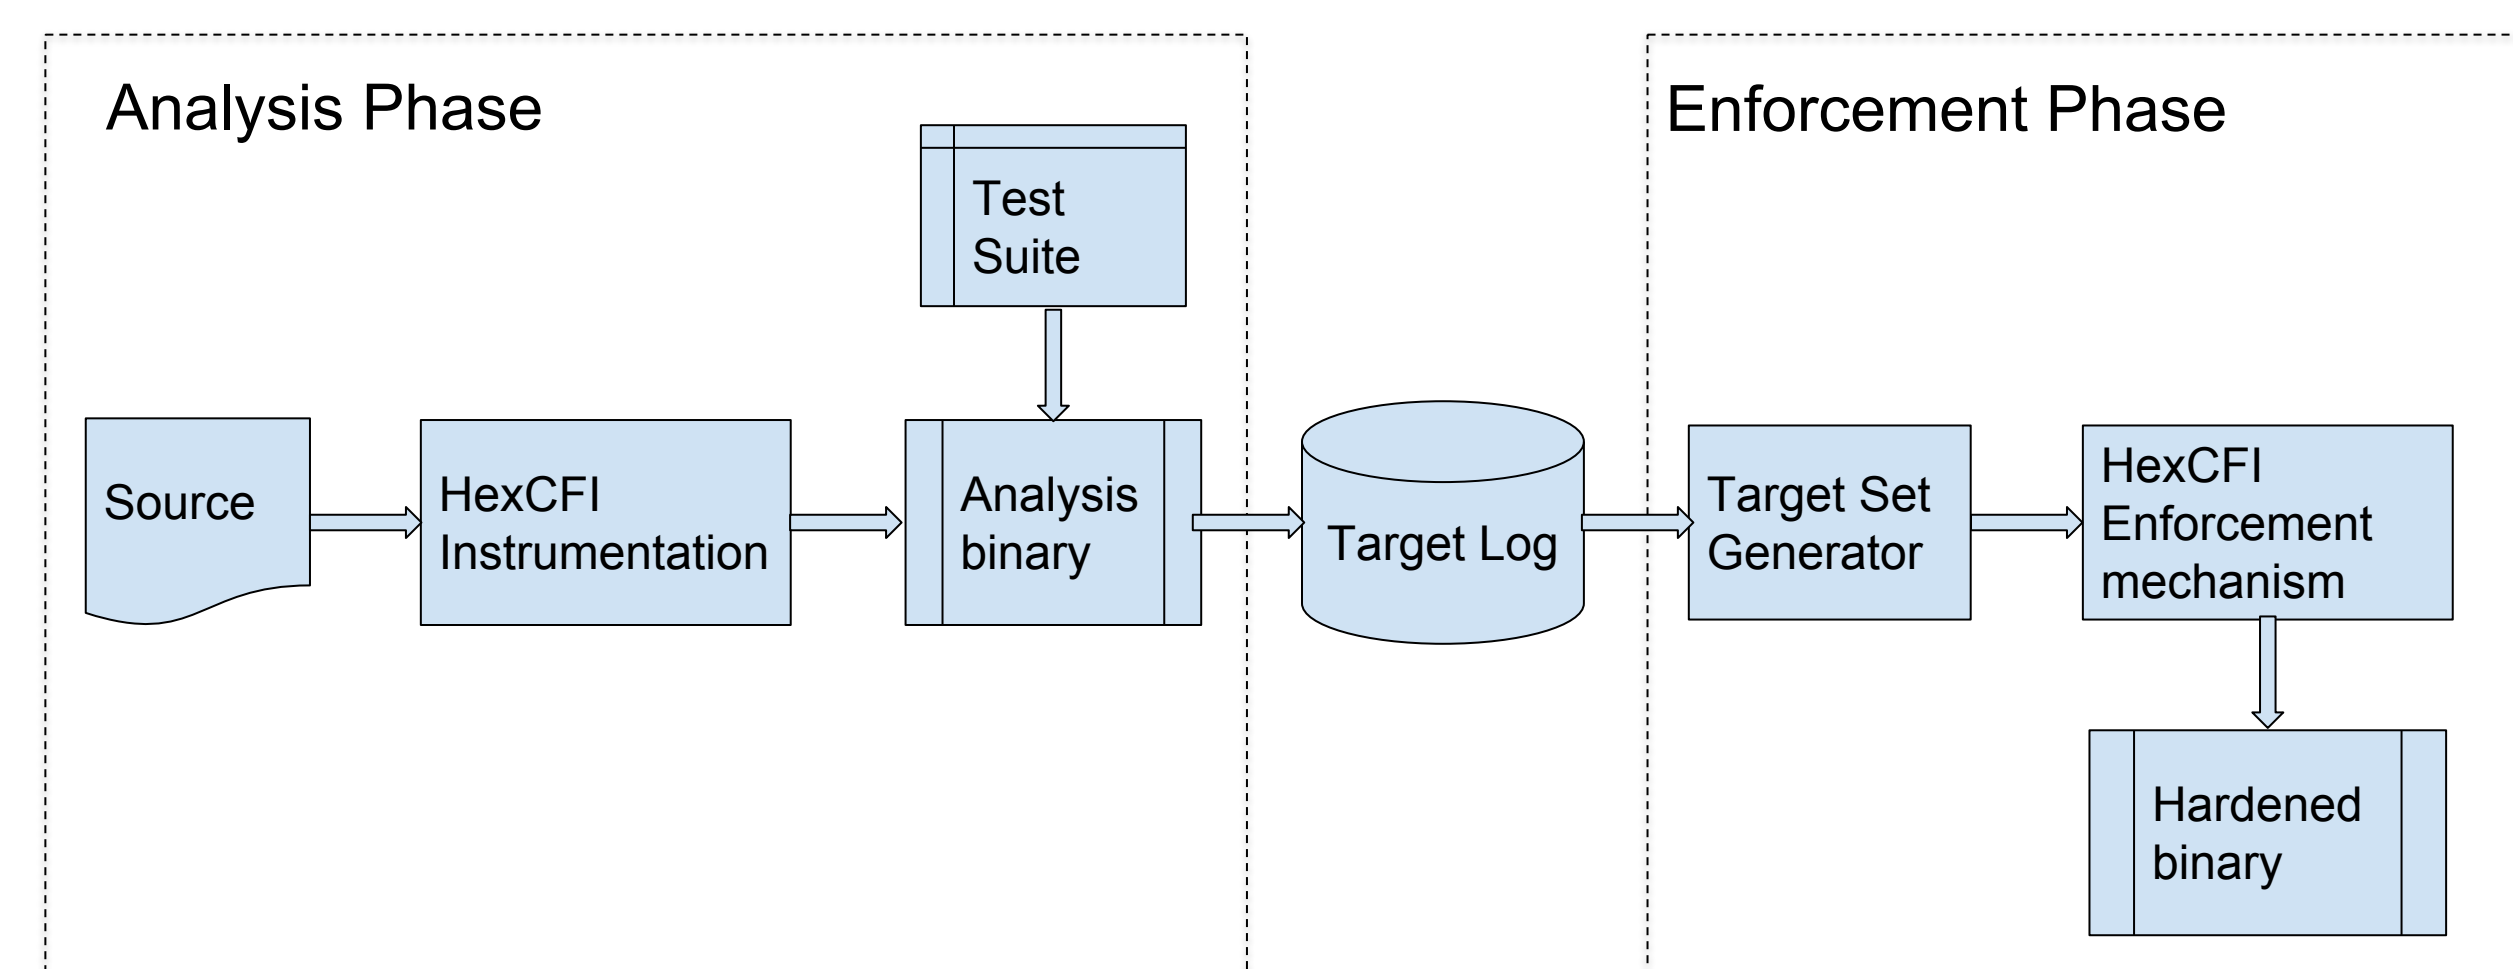 Analysis Phase
Enforcement Phase
Test
Suite
Source
HexCFI
Instrumentation
Analysis
binary
Target Log
Target Set
Generator
HexCFI
Enforcement
mechanism
Hardened
binary